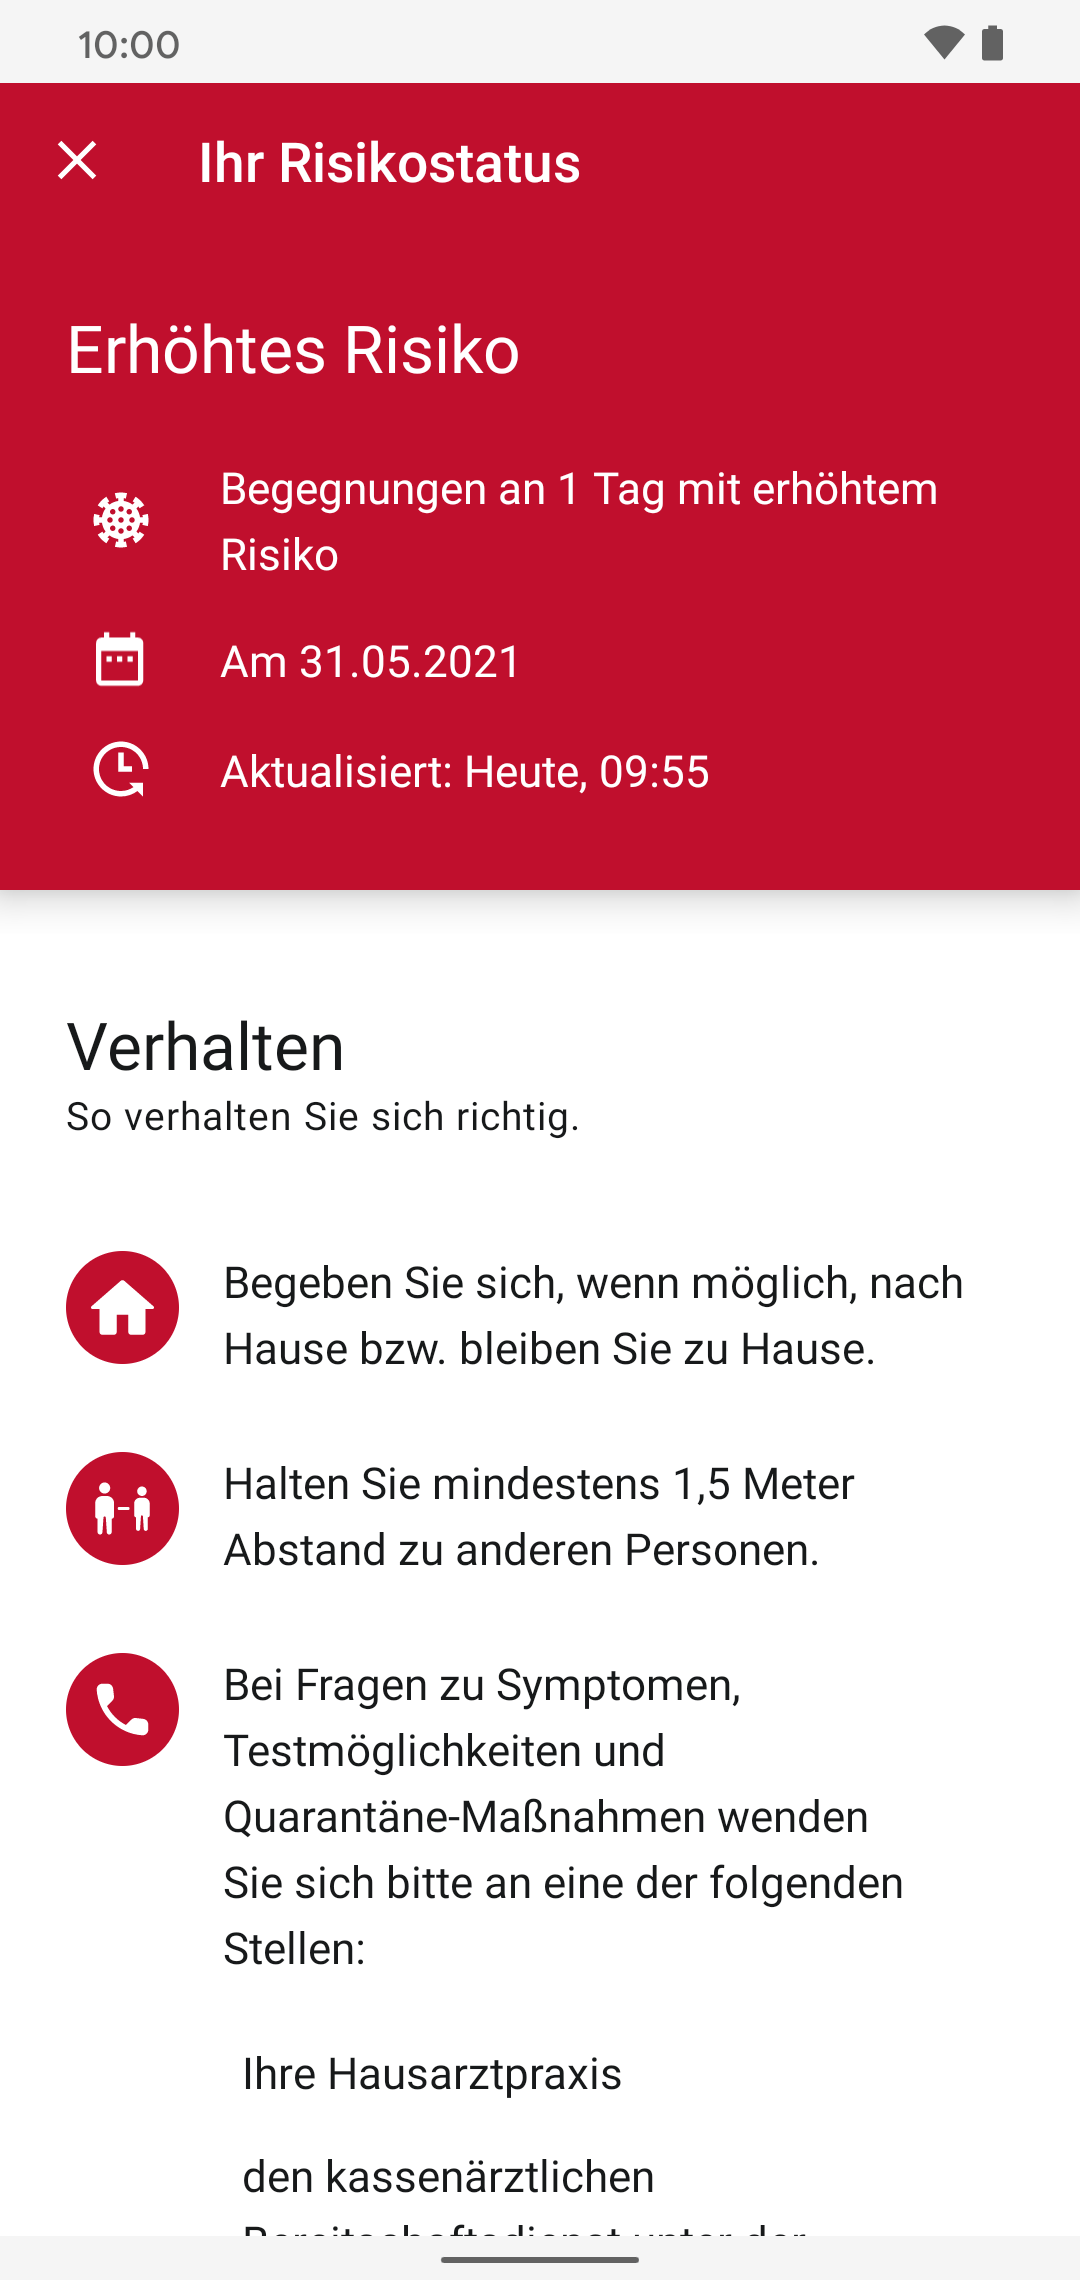 10:00
Ihr Risikostatus
Erhöhtes Risiko
Begegnungen an 1 Tag mit erhöhtem
Risiko
Am 31.05.2021
Aktualisiert: Heute, 09:55
Verhalten
So verhalten Sie sich richtig.
Begeben Sie sich, wenn möglich, nach
Hause bzw. bleiben Sie zu Hause.
Halten Sie mindestens 1,5 Meter
Abstand zu anderen Personen.
Bei Fragen zu Symptomen,
Testmöglichkeiten und
Quarantäne-Maßnahmen wenden
Sie sich bitte an eine der folgenden
Stellen:
Ihre Hausarztpraxis
den kassenärztlichen
Bereitschaftsdienst unter der